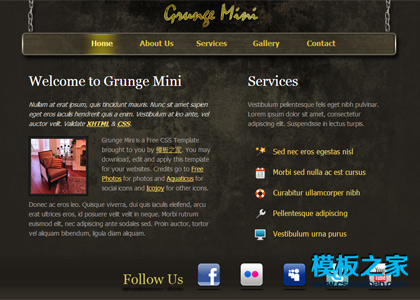 Grunge Mini
Home About Us Services Gallery Contact
Welcome to Grunge Mini
Nullam at erat ipsum, quis tincidunt mauris. Nunc sit amet sapien
eget eros iaculis hendrerit quis a enim. Vestibulum at leo ante, vel
auctor velit. Validate XHTML & CSS.
Grunge Mini is a Free CSS Template
brought to you by 模板之家. You may
download, edit and apply this template
for your websites. Credits go to Free
Photos for photos and Aquaticus for
social icons and Icojoy for other icons.
Donec ac eros leo. Quisque viverra, dui quis iaculis eleifend, arcu
erat ultrices eros, id posuere velit velit in neque. Morbi rutrum
euismod elit, nec adipiscing ante sodales sed. Proin auctor, tortor
vel aliquam bibendum, ligula diam aliquam.
Services
Vestibulum pellentesque fels eget nibh pulvinar.
Lorem ipsum dolor sit amet, consectetur
adipiscing elit. Suspendisse in lectus turpis.
Sed nec eros egestas nisl
Morbi sed nulla ac est cursus
Curabitur ullamcorper nibh
Pellentesque adipiscing
Vestibulum urna purus
Follow Us
模板之家